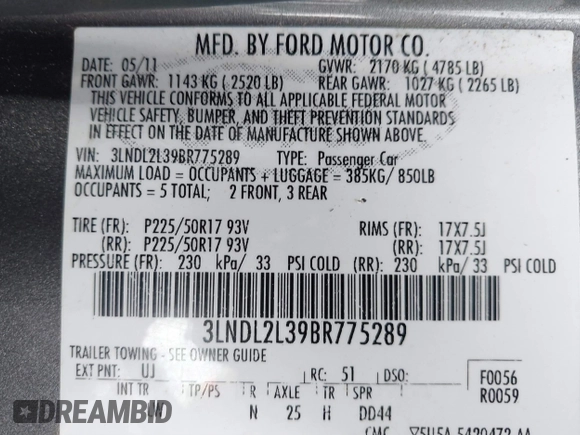 MFD. BY FORD MOTOR CO.
DATE: 05/11 GVWR: 2170 KG ( 4785 LB)
FRONT GAWR: 1143 KG ( 2520 LB) REAR GAWR: 1027 KG ( 2265 LB)
THIS VEHICLE CONFORMS TO ALL APPLICABLE FEDERAL MOTOR
VEHICLE SAFETY, BUMPER, AND THEFT PREVENTION STANDARDS
IN EFFECT ON THE DATE OF MANUFACTURE SHOWN ABOVE.
VIN: 3LNDL2L39BR775289 TYPE: Passenger Car
MAXIMUM LOAD = OCCUPANTS + LUGGAGE = 385KG/ 850LB
OCCUPANTS = 5 TOTAL; 2 FRONT, 3 REAR
TIRE (FR): P225/50R17 93V RIMS (FR): 17X7.5J
(RR): P225/50R17 93V (RR): 17X7.5J
PRESSURE (FR): 230 kPa/ 33 PSI COLD (RR): 230 kPa/ 33 PSI COLD
3LNDL2L39BR775289
TRAILER TOWING - SEE OWNER GUIDE
EXT PNT: UJ RC: 51 DSO: F0056
R0059
INT TR TP/PS R AXLE TR SPR
N 25 H DD44
DREAMBID